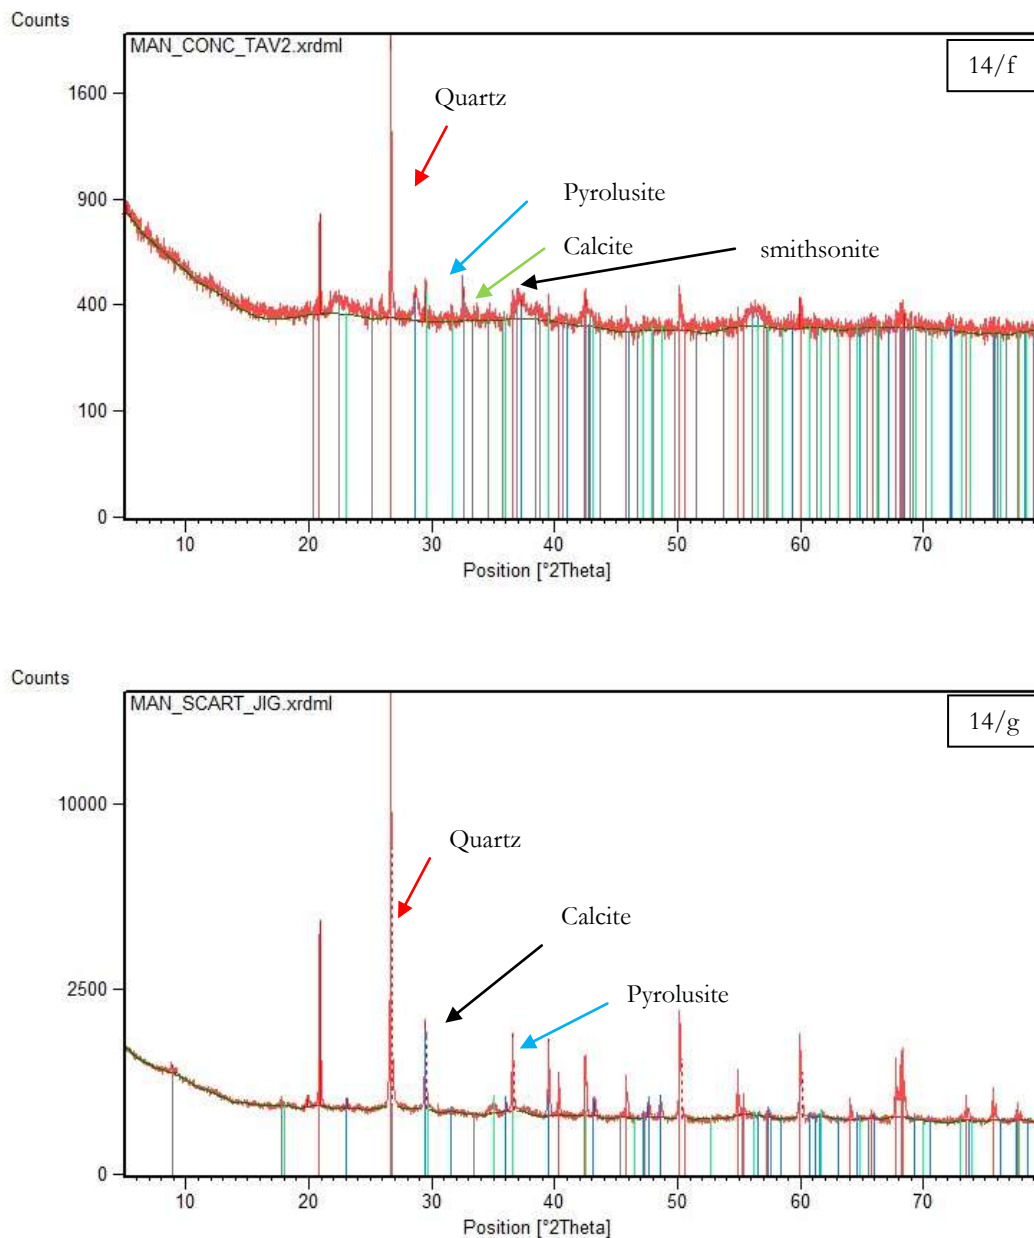 Counts
MAN_CONC_TAV2.xrdml
14/f
1600
Quartz
900
Pyrolusite
Calcite
smithsonite
400
100
0
10 20 30 40 50 60 70
Position [°2Theta]
Counts
MAN_SCART_JIG.xrdml
14/g
10000
Quartz
Calcite
2500
Pyrolusite
0
10 20 30 40 50 60 70
Position [°2Theta]